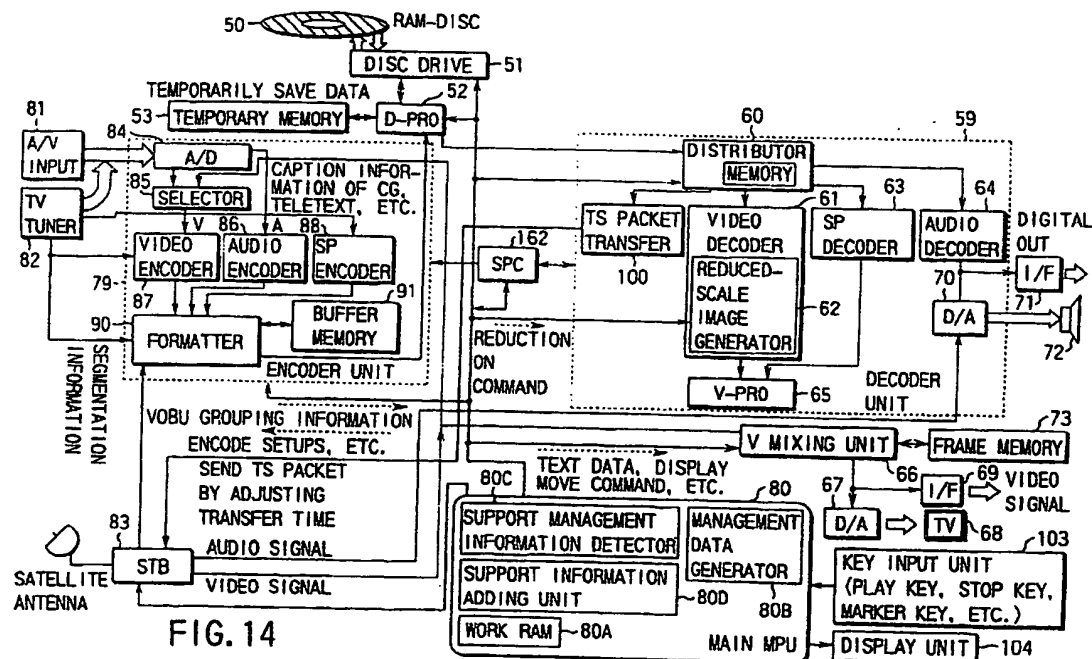 50
RAM-DISC
DISC DRIVE
51
TEMPORARILY SAVE DATA
52
53
TEMPORARY MEMORY
D-PRO
81
A/V
INPUT
84
A/D
85
SELECTOR
CAPTION INFOR-
MATION OF CG,
TELETEXT, ETC.
TV
TUNER
82
V
86
A
88
VIDEO
ENCODER
AUDIO
ENCODER
SP
ENCODER
79
87
91
90
FORMATTER
BUFFER
MEMORY
ENCODER UNIT
SEGMENTATION
INFORMATION
60
59
DISTRIBUTOR
MEMORY
61
63
64
TS PACKET
TRANSFER
100
VIDEO
DECODER
SP
DECODER
AUDIO
DECODER
DIGITAL
OUT
162
SPC
REDUCED-
SCALE
IMAGE
GENERATOR
62
70
I/F
71
D/A
72
REDUCTION
ON
COMMAND
V-PRO
65
DECODER
UNIT
VOBU GROUPING INFORMATION
ENCODE SETUPS, ETC.
SEND TS PACKET
BY ADJUSTING
TRANSFER TIME
V MIXING UNIT
73
FRAME MEMORY
66
69
TEXT DATA, DISPLAY
MOVE COMMAND, ETC.
67
I/F
VIDEO
SIGNAL
D/A
TV
68
83
STB
AUDIO SIGNAL
VIDEO SIGNAL
SATELLITE
ANTENNA
80C
80
SUPPORT MANAGEMENT
INFORMATION DETECTOR
MANAGEMENT
DATA
GENERATOR
80B
SUPPORT INFORMATION
ADDING UNIT
80D
WORK RAM
80A
MAIN MPU
103
KEY INPUT UNIT
(PLAY KEY, STOP KEY,
MARKER KEY, ETC.)
DISPLAY UNIT
104
FIG. 14